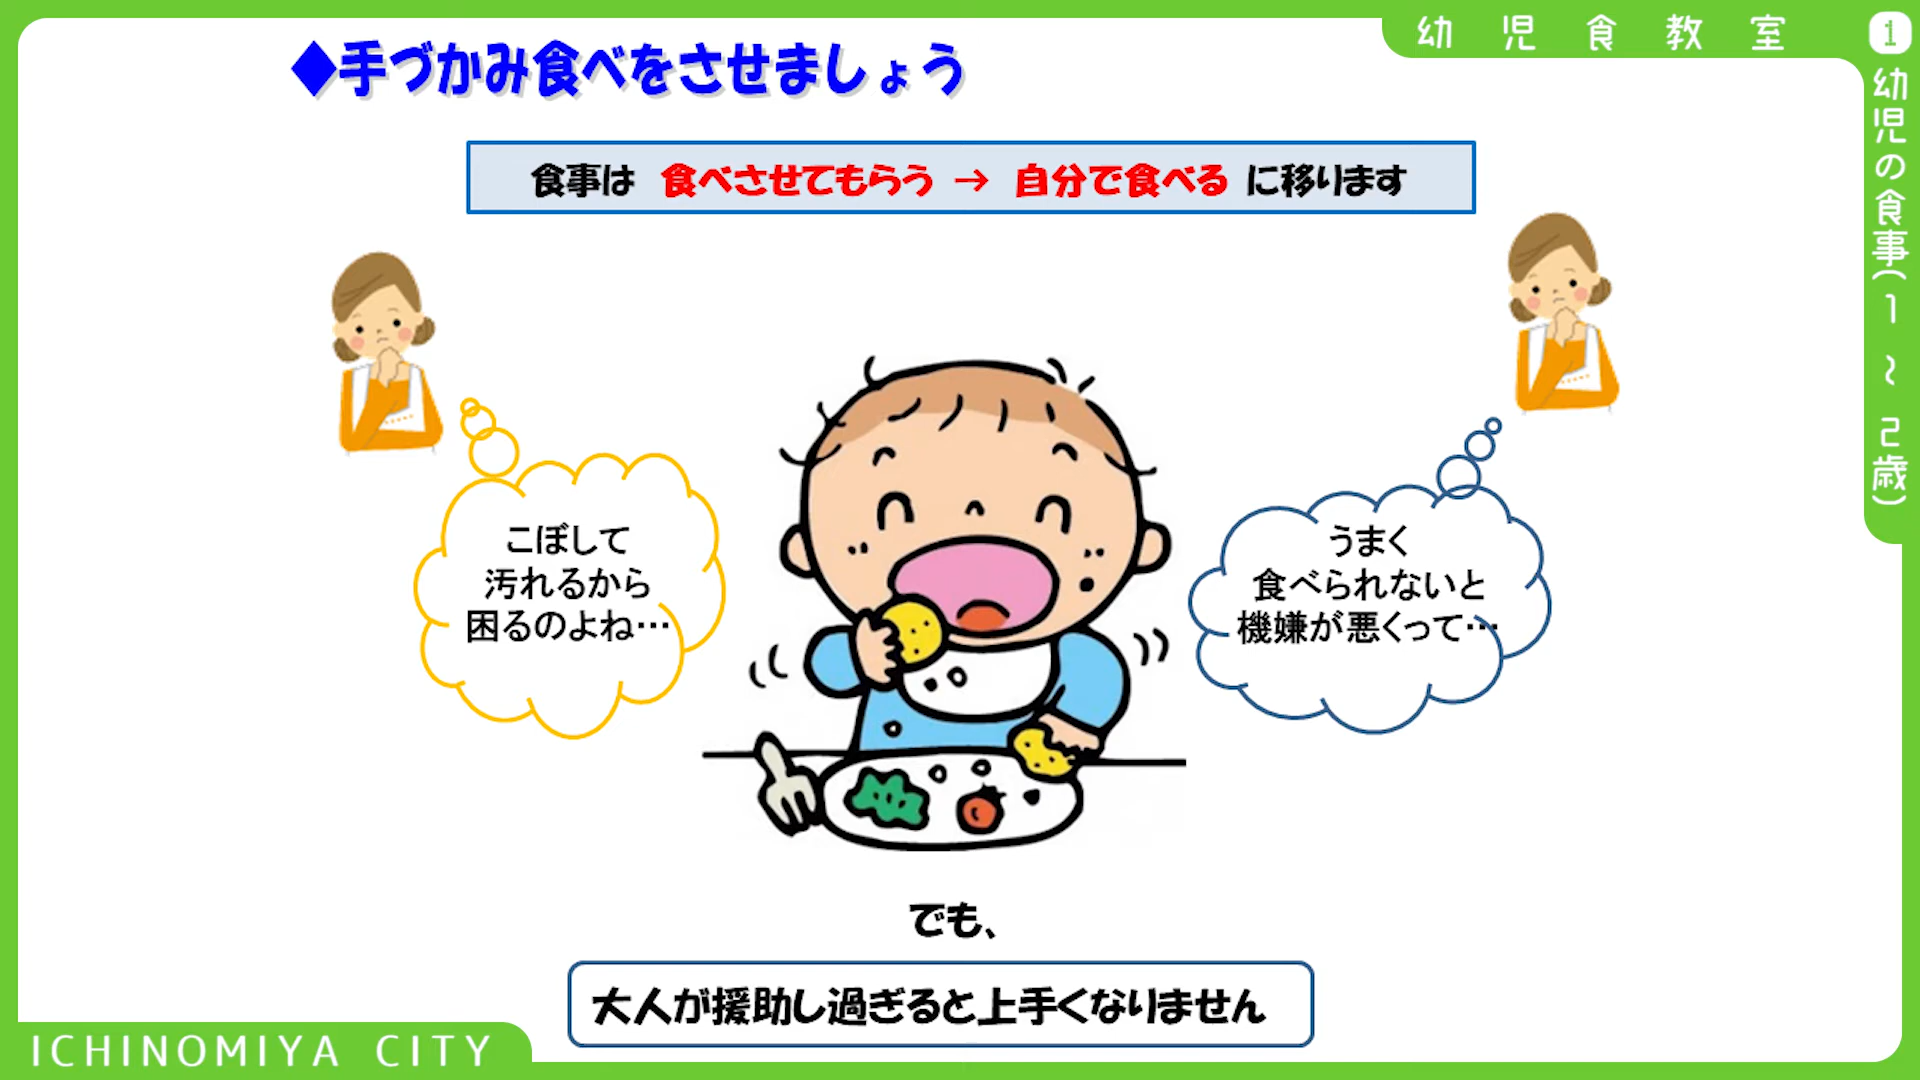 幼児食教室
① 幼児の食事(1~2歳)
◆手づかみ食べをさせましょう
食事は 食べさせてもらう → 自分で食べる に移ります
こぼして
汚れるから
困るのよね…
うまく
食べられないと
機嫌が悪くって…
でも、
大人が援助し過ぎると上手くなりません
ICHINOMIYA CITY